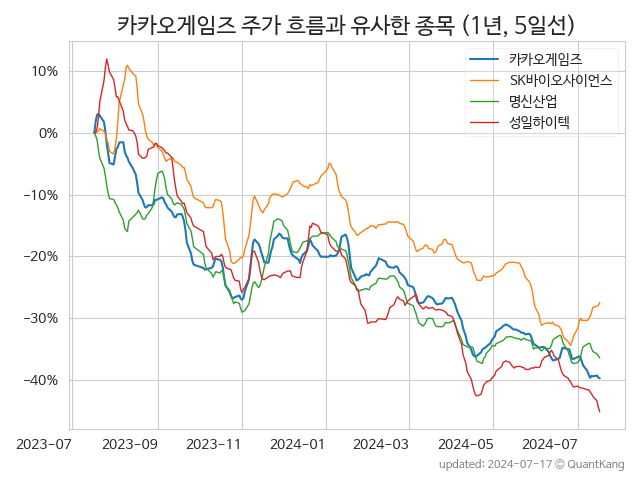 카카오게임즈 주가 흐름과 유사한 종목 (1년, 5일선)
카카오게임즈
SK바이오사이언스
명신산업
성일하이텍
10%
0%
−10%
−20%
−30%
−40%
2023-07 2023-09 2023-11 2024-01 2024-03 2024-05 2024-07
updated: 2024-07-17 © QuantKang